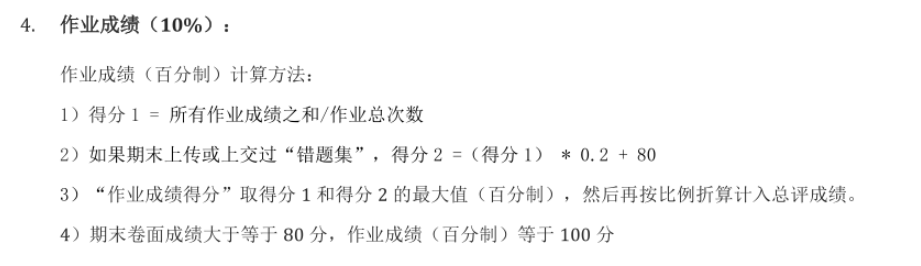 4. 作业成绩（10%）：
作业成绩（百分制）计算方法：
1）得分 1 = 所有作业成绩之和/作业总次数
2）如果期末上传或上交过“错题集”，得分 2 =（得分 1） * 0.2 + 80
3）“作业成绩得分”取得分 1 和得分 2 的最大值（百分制），然后再按比例折算计入总评成绩。
4）期末卷面成绩大于等于 80 分，作业成绩（百分制）等于 100 分